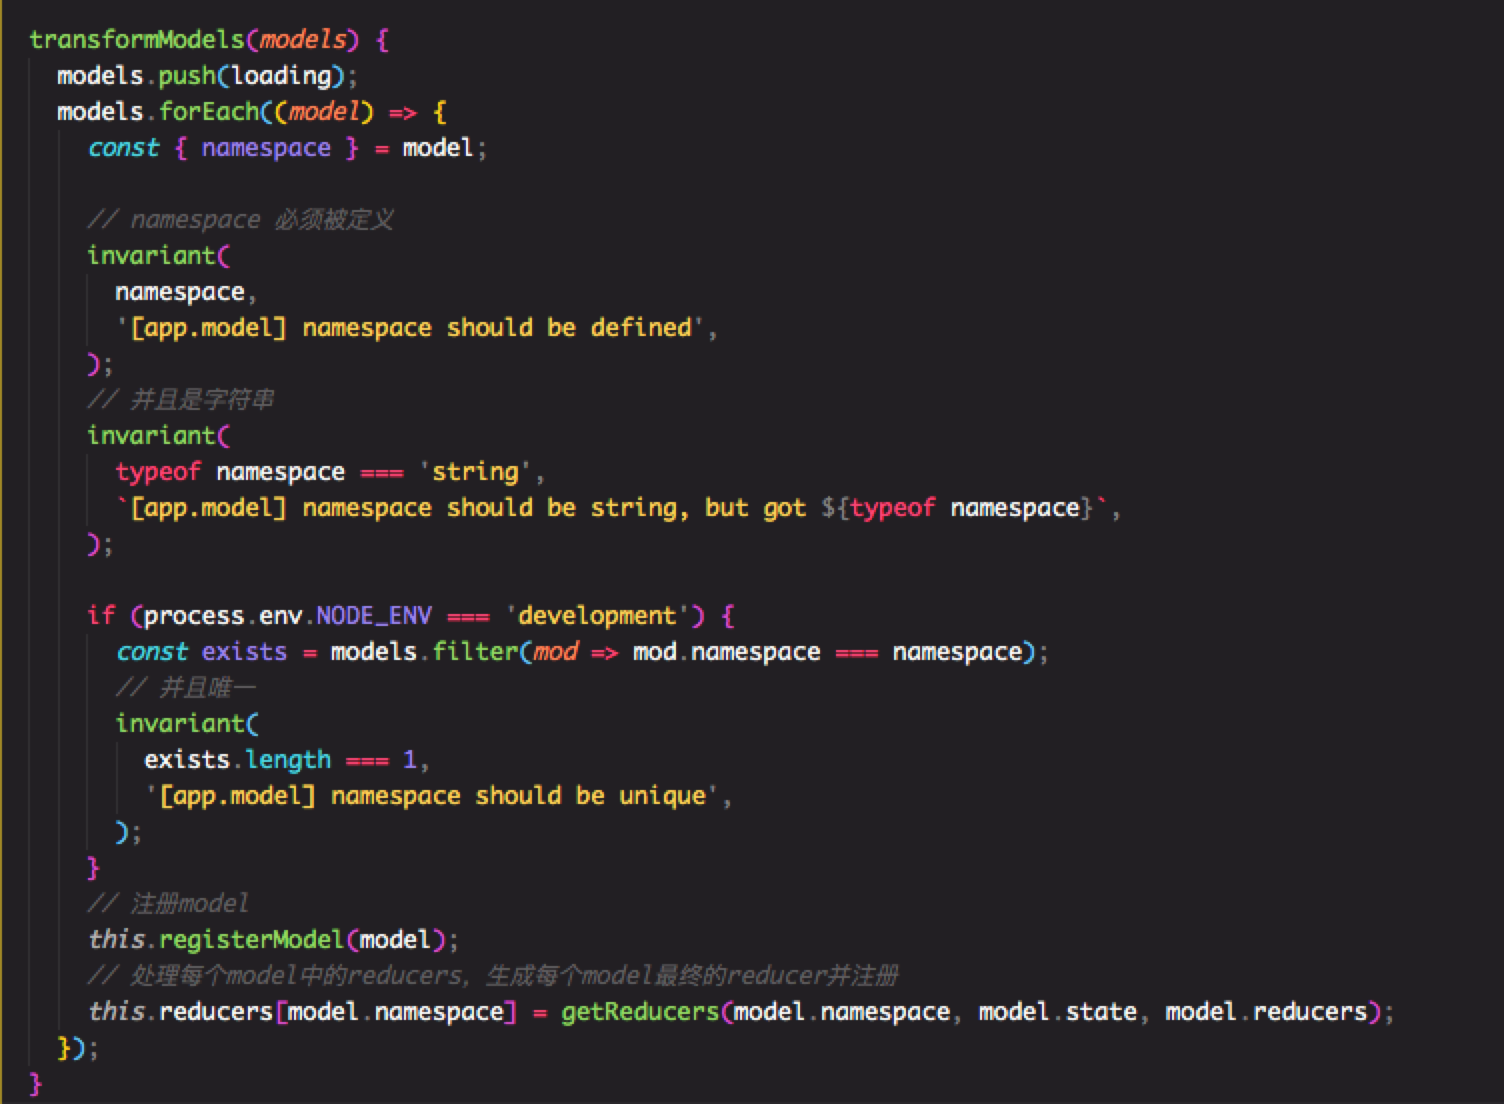 transformModels(models) {
  models.push(loading);
  models.forEach((model) => {
    const { namespace } = model;

    // namespace 必须被定义
    invariant(
      namespace,
      '[app.model] namespace should be defined',
    );
    // 并且是字符串
    invariant(
      typeof namespace === 'string',
      `[app.model] namespace should be string, but got ${typeof namespace}`,
    );

    if (process.env.NODE_ENV === 'development') {
      const exists = models.filter(mod => mod.namespace === namespace);
      // 并且唯一
      invariant(
        exists.length === 1,
        '[app.model] namespace should be unique',
      );
    }
    // 注册model
    this.registerModel(model);
    // 处理每个model中的reducers, 生成每个model最终的reducer并注册
    this.reducers[model.namespace] = getReducers(model.namespace, model.state, model.reducers);
  });
}